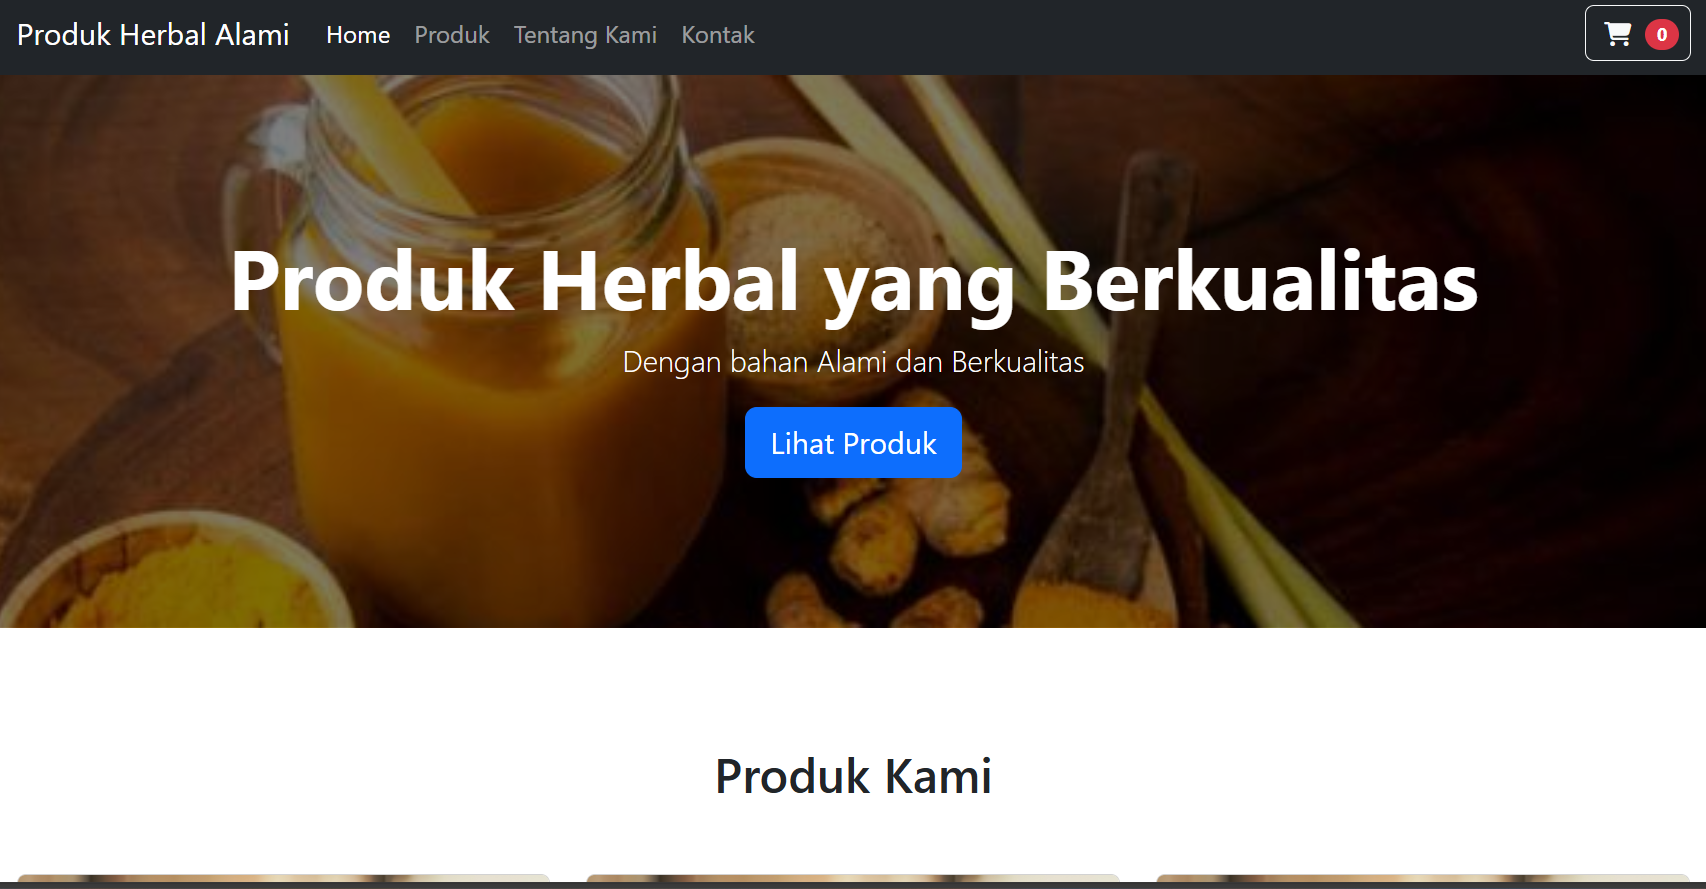 Produk Herbal Alami Home Produk Tentang Kami Kontak 0
Produk Herbal yang Berkualitas
Dengan bahan Alami dan Berkualitas
Lihat Produk
Produk Kami